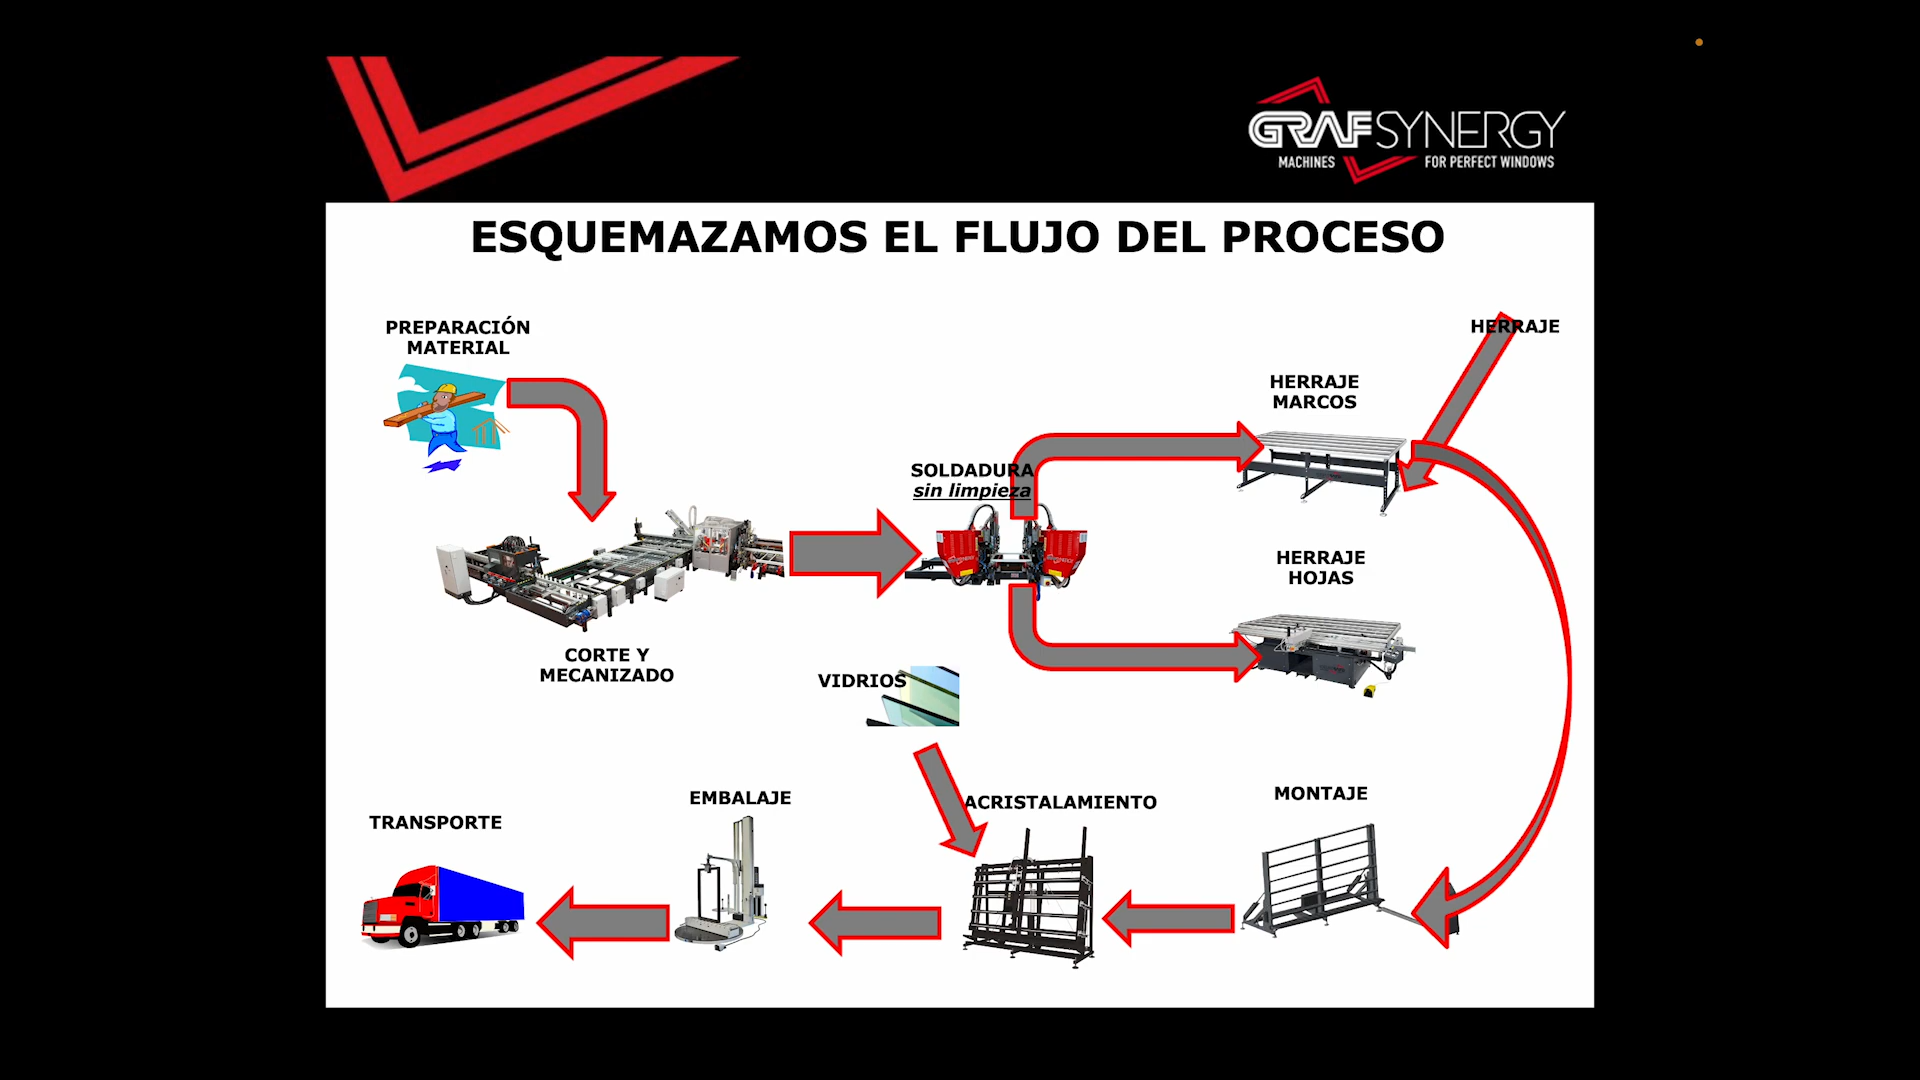 GRAFSYNERGY
MACHINES FOR PERFECT WINDOWS
ESQUEMAZAMOS EL FLUJO DEL PROCESO
PREPARACIÓN
MATERIAL
HERRAJE
HERRAJE
MARCOS
SOLDADURA
sin limpieza
HERRAJE
HOJAS
CORTE Y
MECANIZADO
VIDRIOS
TRANSPORTE
EMBALAJE
ACRISTALAMIENTO
MONTAJE